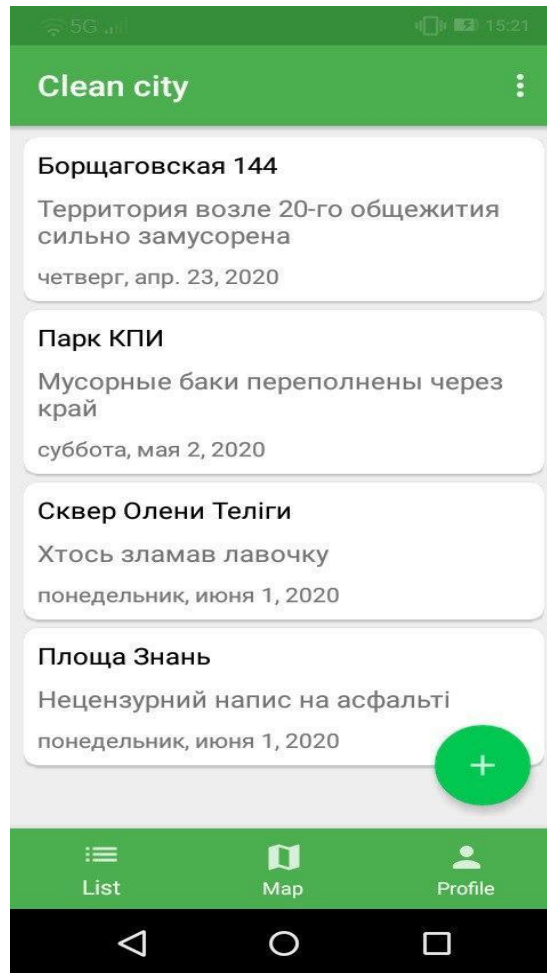 5G 15:21
Clean city
Борщаговская 144
Территория возле 20-го общежития
сильно замусорена
четверг, апр. 23, 2020
Парк КПИ
Мусорные баки переполнены через
край
суббота, мая 2, 2020
Сквер Олени Теліги
Хтось зламав лавочку
понедельник, июня 1, 2020
Площа Знань
Нецензурний напис на асфальті
понедельник, июня 1, 2020
+
List Map Profile